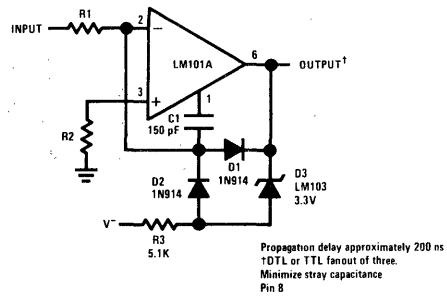 R1
INPUT
2
−
LM101A
6
OUTPUT†
3
+
1
C1
150 pF
R2
D1
1N914
D2
1N914
D3
LM103
3.3V
V−
R3
5.1K
Propagation delay approximately 200 ns
†DTL or TTL fanout of three.
Minimize stray capacitance
Pin 8